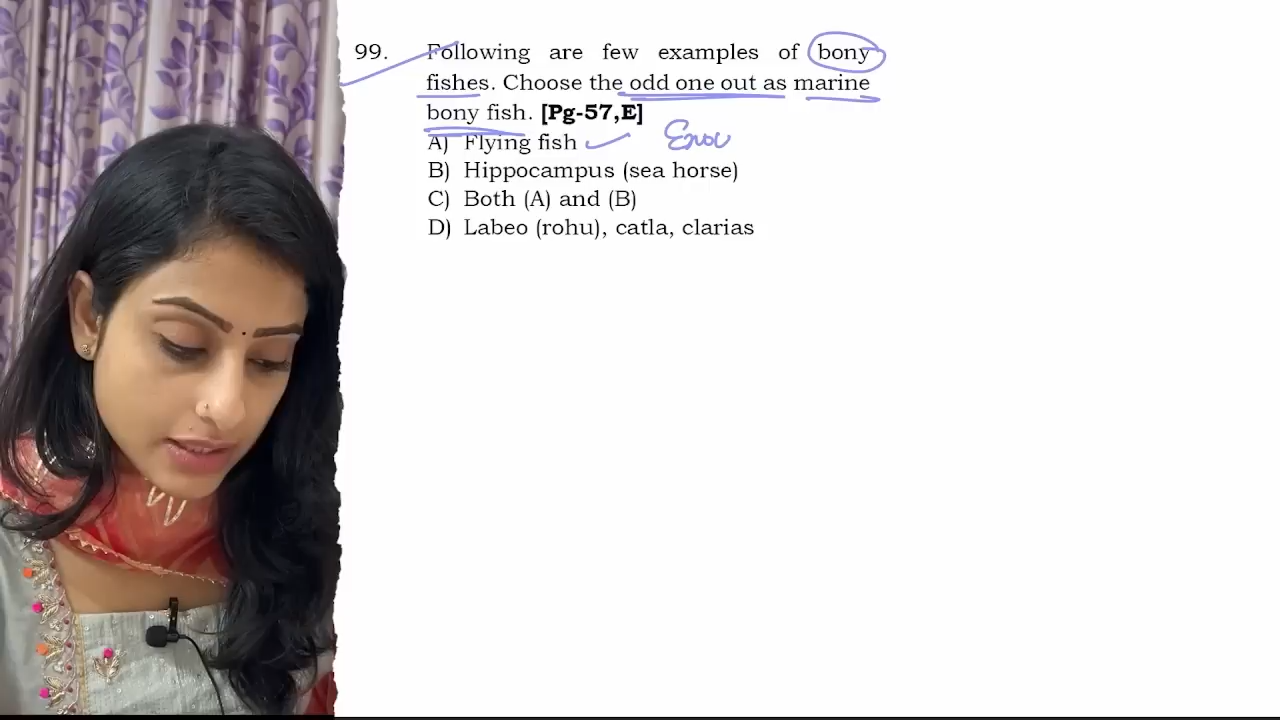 99. Following are few examples of bony
fishes. Choose the odd one out as marine
bony fish. [Pg-57,E]
A) Flying fish
B) Hippocampus (sea horse)
C) Both (A) and (B)
D) Labeo (rohu), catla, clarias